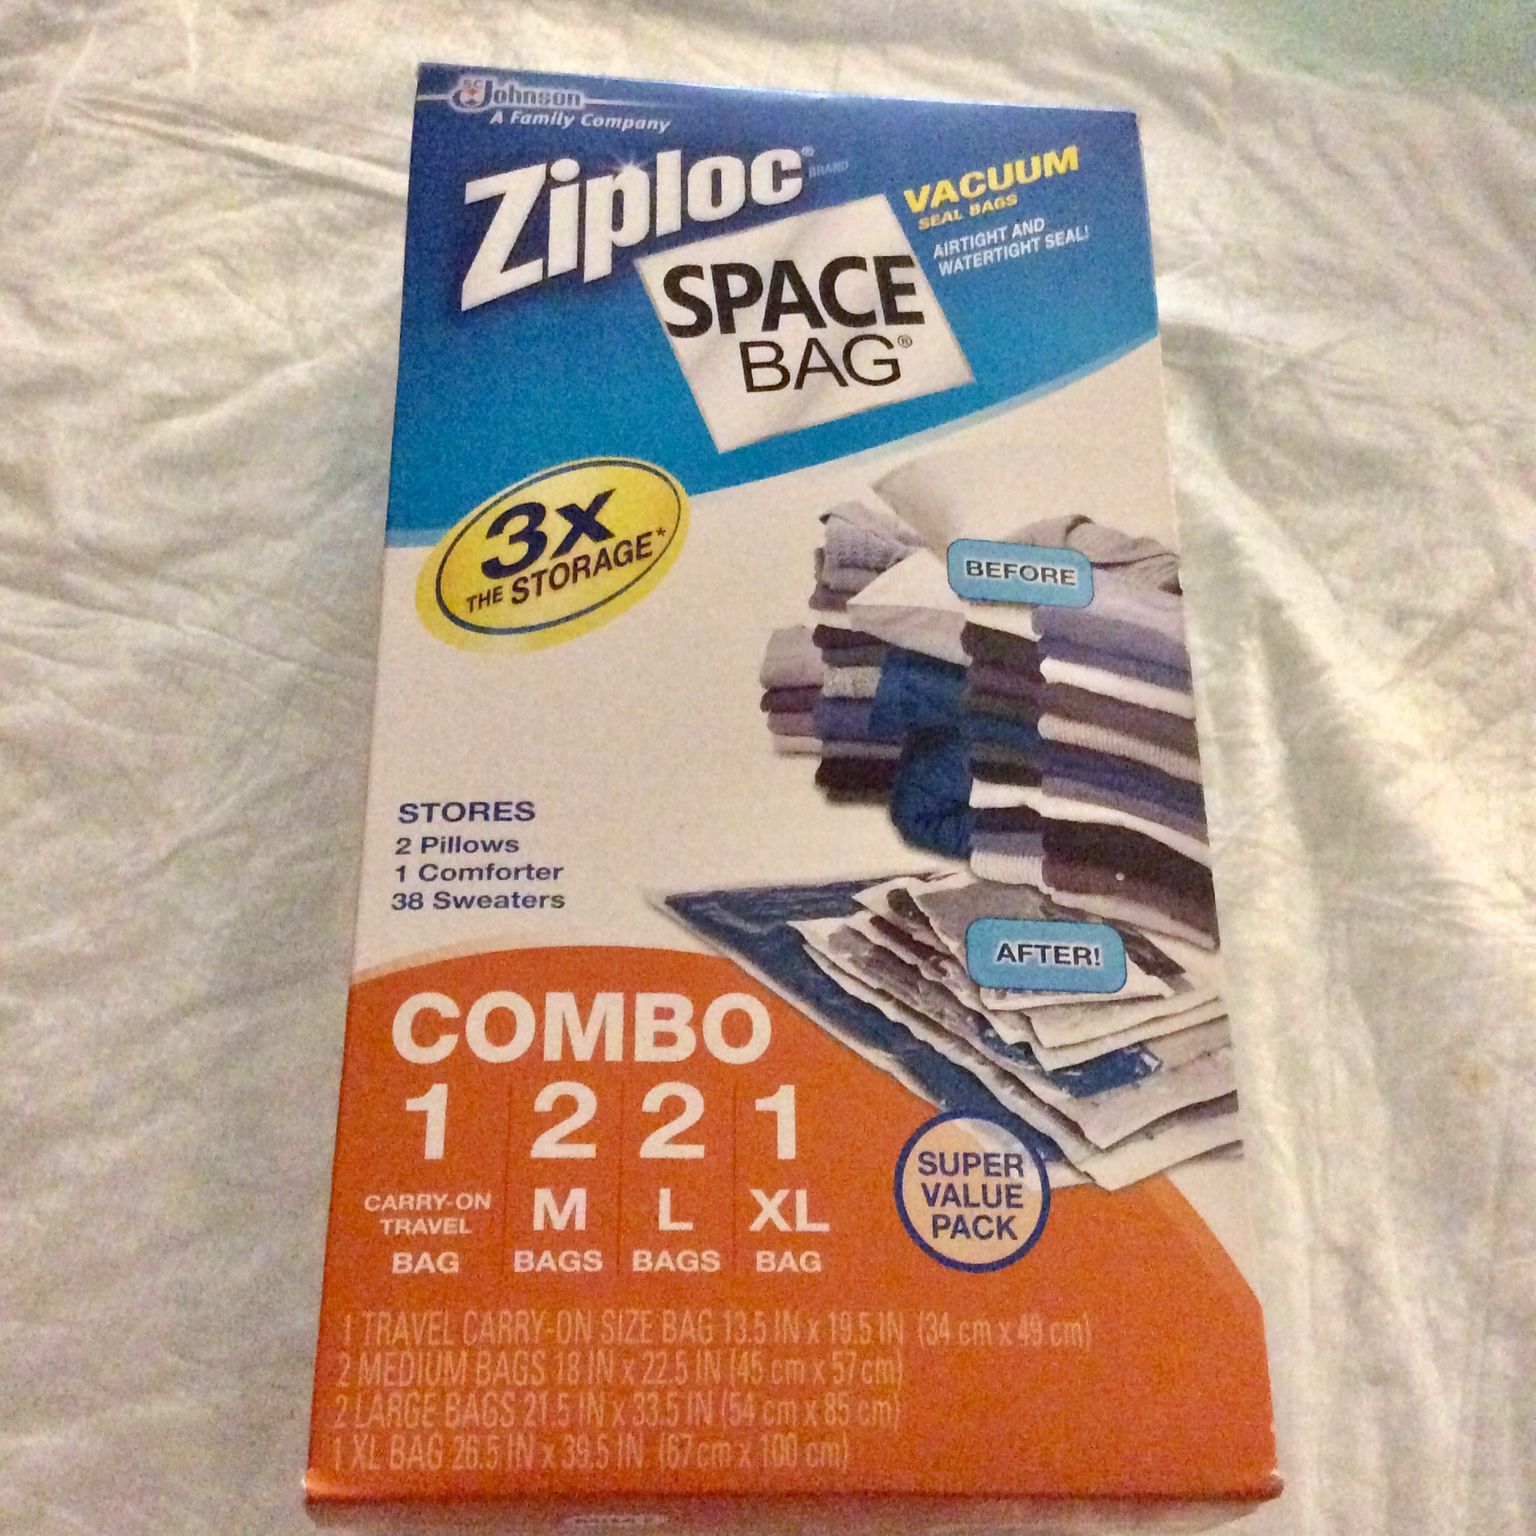 SC Johnson
A Family Company
Ziploc® BRAND
SPACE
BAG®
VACUUM
SEAL BAGS
AIRTIGHT AND
WATERTIGHT SEAL!
3x
THE STORAGE*
BEFORE
STORES
2 Pillows
1 Comforter
38 Sweaters
AFTER!
COMBO
1 2 2 1
CARRY-ON
TRAVEL
BAG
M
BAGS
L
BAGS
XL
BAG
SUPER
VALUE
PACK
1 TRAVEL CARRY-ON SIZE BAG 13.5 IN x 19.5 IN (34 cm x 49 cm)
2 MEDIUM BAGS 18 IN x 22.5 IN (45 cm x 57 cm)
2 LARGE BAGS 21.5 IN x 33.5 IN (54 cm x 85 cm)
1 XL BAG 26.5 IN x 39.5 IN (67 cm x 100 cm)